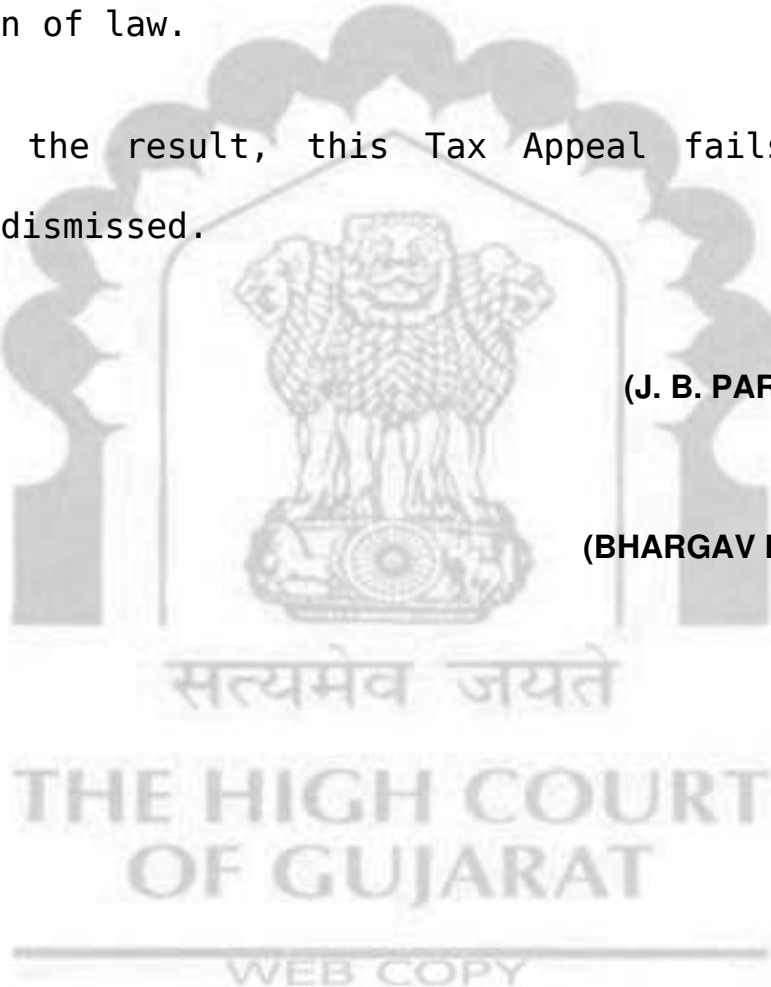 n of law.
the result, this Tax Appeal fails
dismissed.
(J. B. PAR
(BHARGAV
सत्यमेव जयते
THE HIGH COURT
OF GUJARAT
WEB COPY